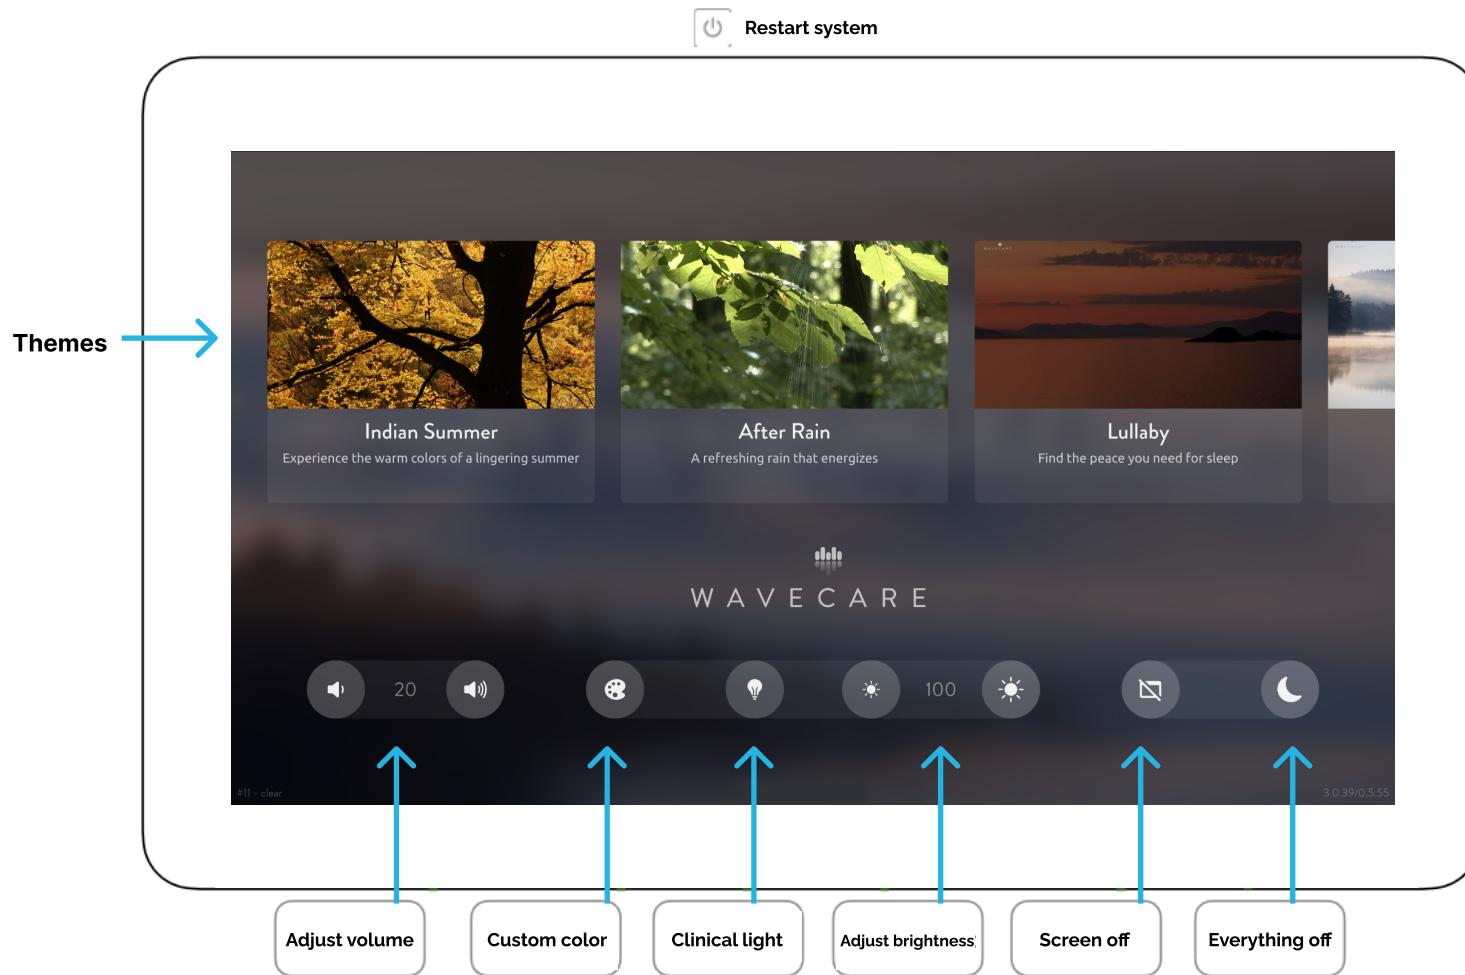 Restart system
Themes
Indian Summer
Experience the warm colors of a lingering summer
After Rain
A refreshing rain that energizes
WAVECARE
Lullaby
Find the peace you need for sleep
WAVECARE
20
100
#11 - clear
3.0.39/0.5.55
Adjust volume
Custom color
Clinical light
Adjust brightness
Screen off
Everything off